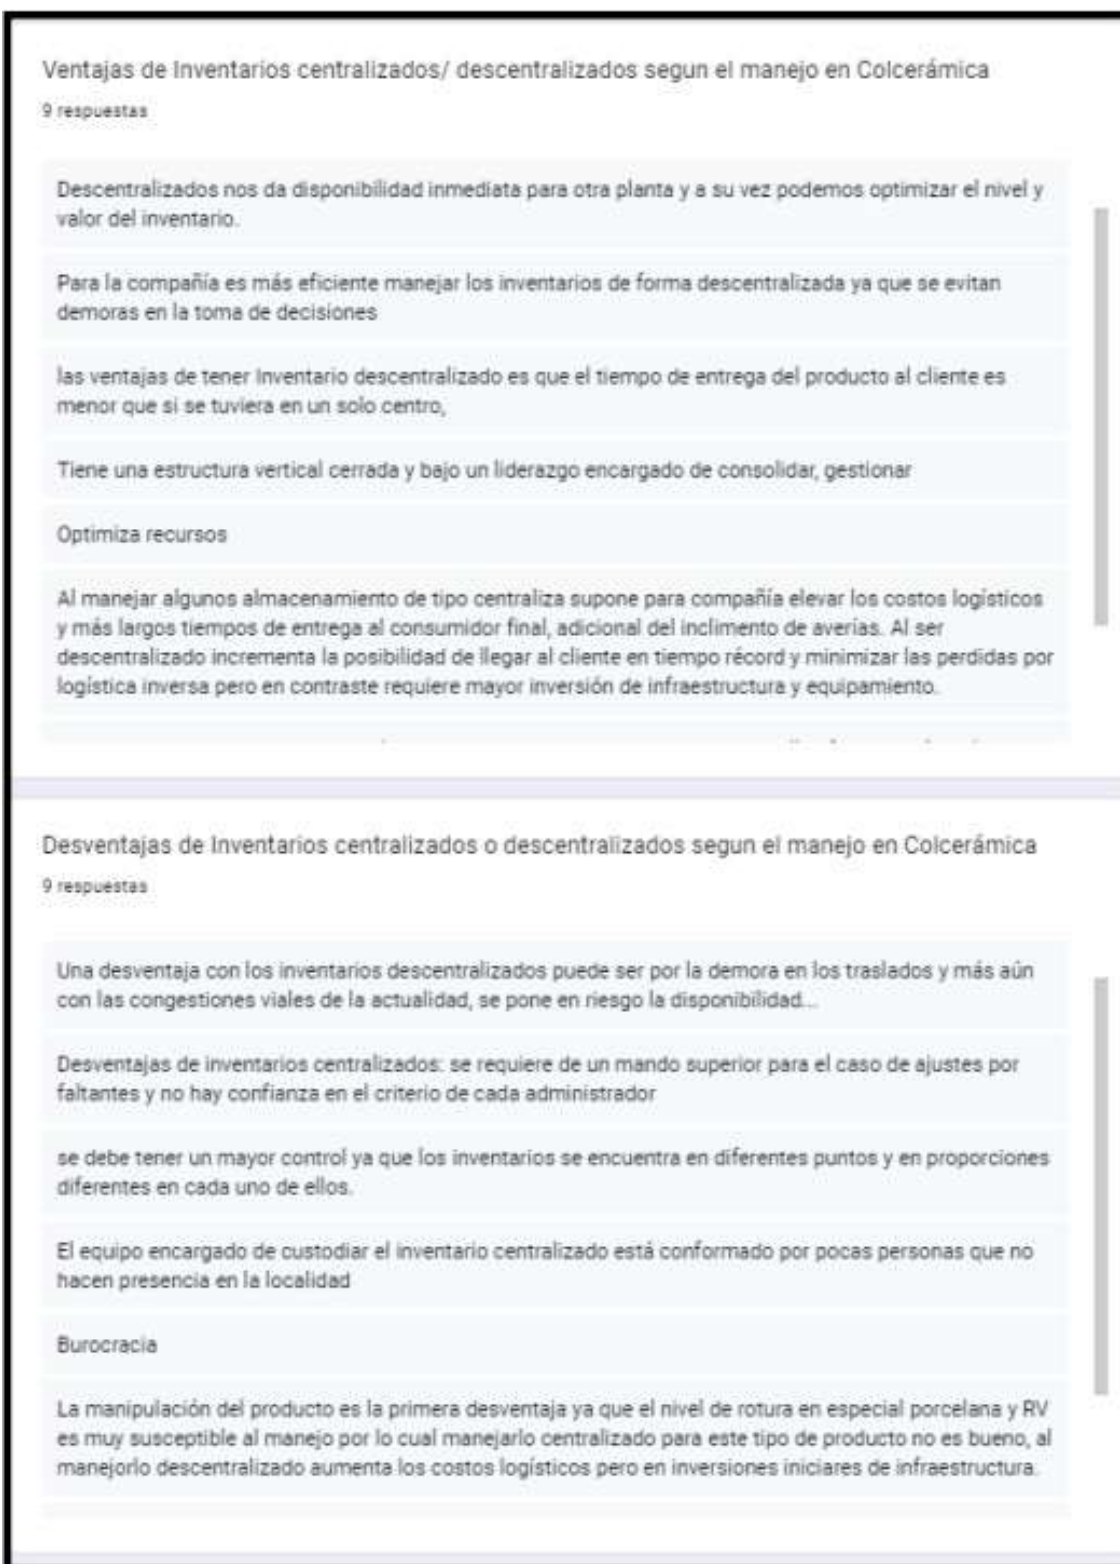 Ventajas de Inventarios centralizados/ descentralizados segun el manejo en Colcerámica
9 respuestas
Descentralizados nos da disponibilidad inmediata para otra planta y a su vez podemos optimizar el nivel y
valor del inventario.
Para la compañía es más eficiente manejar los inventarios de forma descentralizada ya que se evitan
demoras en la toma de decisiones
las ventajas de tener Inventario descentralizado es que el tiempo de entrega del producto al cliente es
menor que si se tuviera en un solo centro,
Tiene una estructura vertical cerrada y bajo un liderazgo encargado de consolidar, gestionar
Optimiza recursos
Al manejar algunos almacenamiento de tipo centraliza supone para compañía elevar los costos logísticos
y más largos tiempos de entrega al consumidor final, adicional del inclimento de averías. Al ser
descentralizado incrementa la posibilidad de llegar al cliente en tiempo récord y minimizar las perdidas por
logística inversa pero en contraste requiere mayor inversión de infraestructura y equipamiento.
Desventajas de Inventarios centralizados o descentralizados segun el manejo en Colcerámica
9 respuestas
Una desventaja con los inventarios descentralizados puede ser por la demora en los traslados y más aún
con las congestiones viales de la actualidad, se pone en riesgo la disponibilidad...
Desventajas de inventarios centralizados: se requiere de un mando superior para el caso de ajustes por
faltantes y no hay confianza en el criterio de cada administrador
se debe tener un mayor control ya que los inventarios se encuentra en diferentes puntos y en proporciones
diferentes en cada uno de ellos.
El equipo encargado de custodiar el inventario centralizado está conformado por pocas personas que no
hacen presencia en la localidad
Burocracia
La manipulación del producto es la primera desventaja ya que el nivel de rotura en especial porcelana y RV
es muy susceptible al manejo por lo cual manejarlo centralizado para este tipo de producto no es bueno, al
manejorlo descentralizado aumenta los costos logísticos pero en inversiones iniciares de infraestructura.